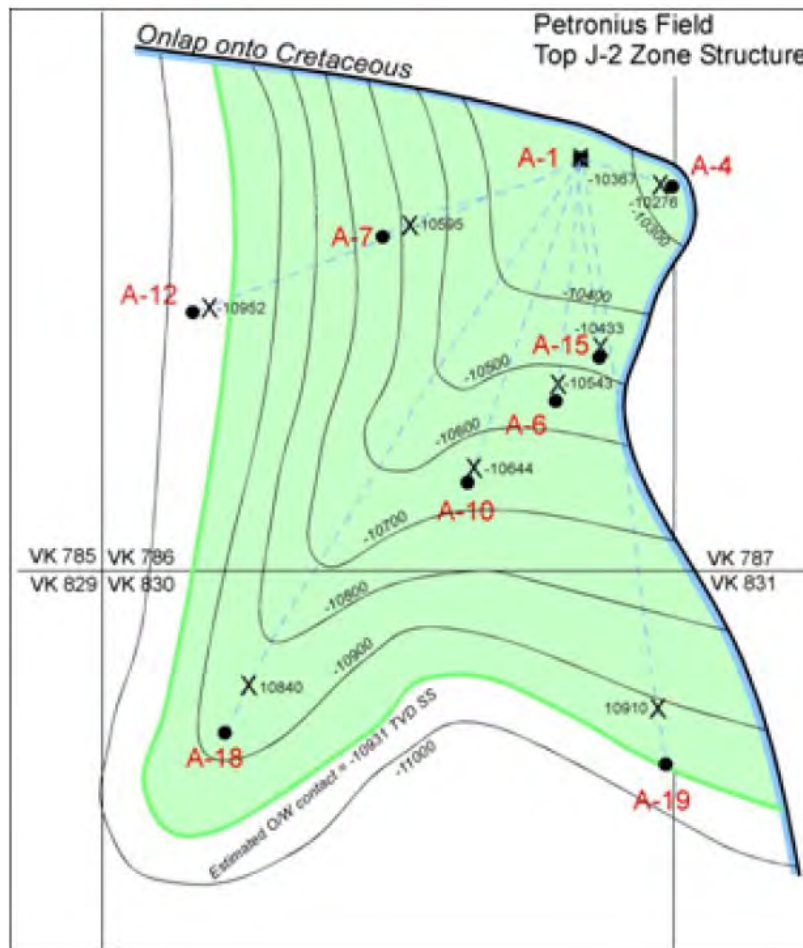 Petronius Field
Top J-2 Zone Structure
Onlap onto Cretaceous
A-1
A-4
-10367
-10276
-10300
A-7
-10595
A-12
-10952
-10400
-10433
A-15
-10500
-10543
A-6
-10600
-10644
A-10
-10700
VK 785
VK 786
VK 787
VK 829
VK 830
VK 831
-10800
-10900
10840
10910
A-18
Estimated O/W contact = -10931 TVD SS
-11000
A-19